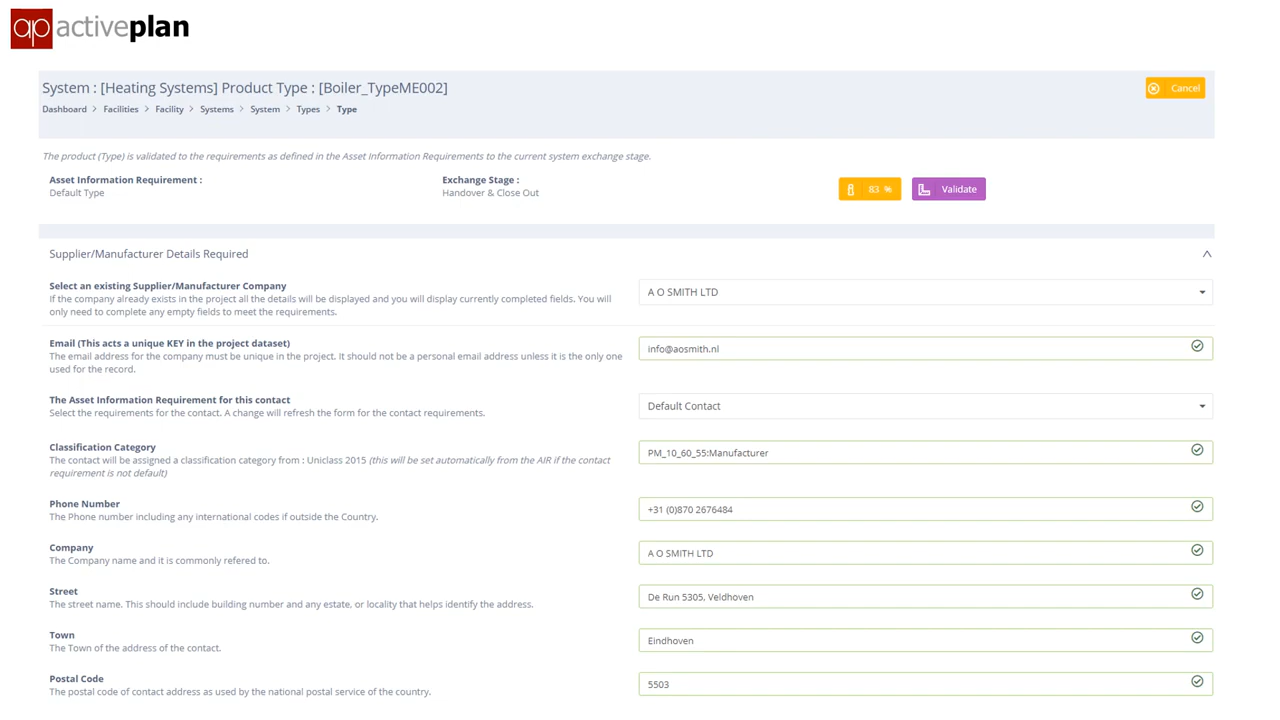 ap activeplan
System : [Heating Systems] Product Type : [Boiler_TypeME002]
Cancel
Dashboard > Facilities > Facility > Systems > System > Types > Type
The product (Type) is validated to the requirements as defined in the Asset Information Requirements to the current system exchange stage.
Asset Information Requirement :
Default Type
Exchange Stage :
Handover & Close Out
83 %
Validate
Supplier/Manufacturer Details Required
Select an existing Supplier/Manufacturer Company
If the company already exists in the project all the details will be displayed and you will display currently completed fields. You will
only need to complete any empty fields to meet the requirements.
A O SMITH LTD
Email (This acts a unique KEY in the project dataset)
The email address for the company must be unique in the project. It should not be a personal email address unless it is the only one
used for the record.
info@aosmith.nl
The Asset Information Requirement for this contact
Select the requirements for the contact. A change will refresh the form for the contact requirements.
Default Contact
Classification Category
The contact will be assigned a classification category from : Uniclass 2015 (this will be set automatically from the AIR if the contact
requirement is not default)
PM_10_60_55:Manufacturer
Phone Number
The Phone number including any international codes if outside the Country.
+31 (0)870 2676484
Company
The Company name and it is commonly refered to.
A O SMITH LTD
Street
The street name. This should include building number and any estate, or locality that helps identify the address.
De Run 5305, Veldhoven
Town
The Town of the address of the contact.
Eindhoven
Postal Code
The postal code of contact address as used by the national postal service of the country.
5503